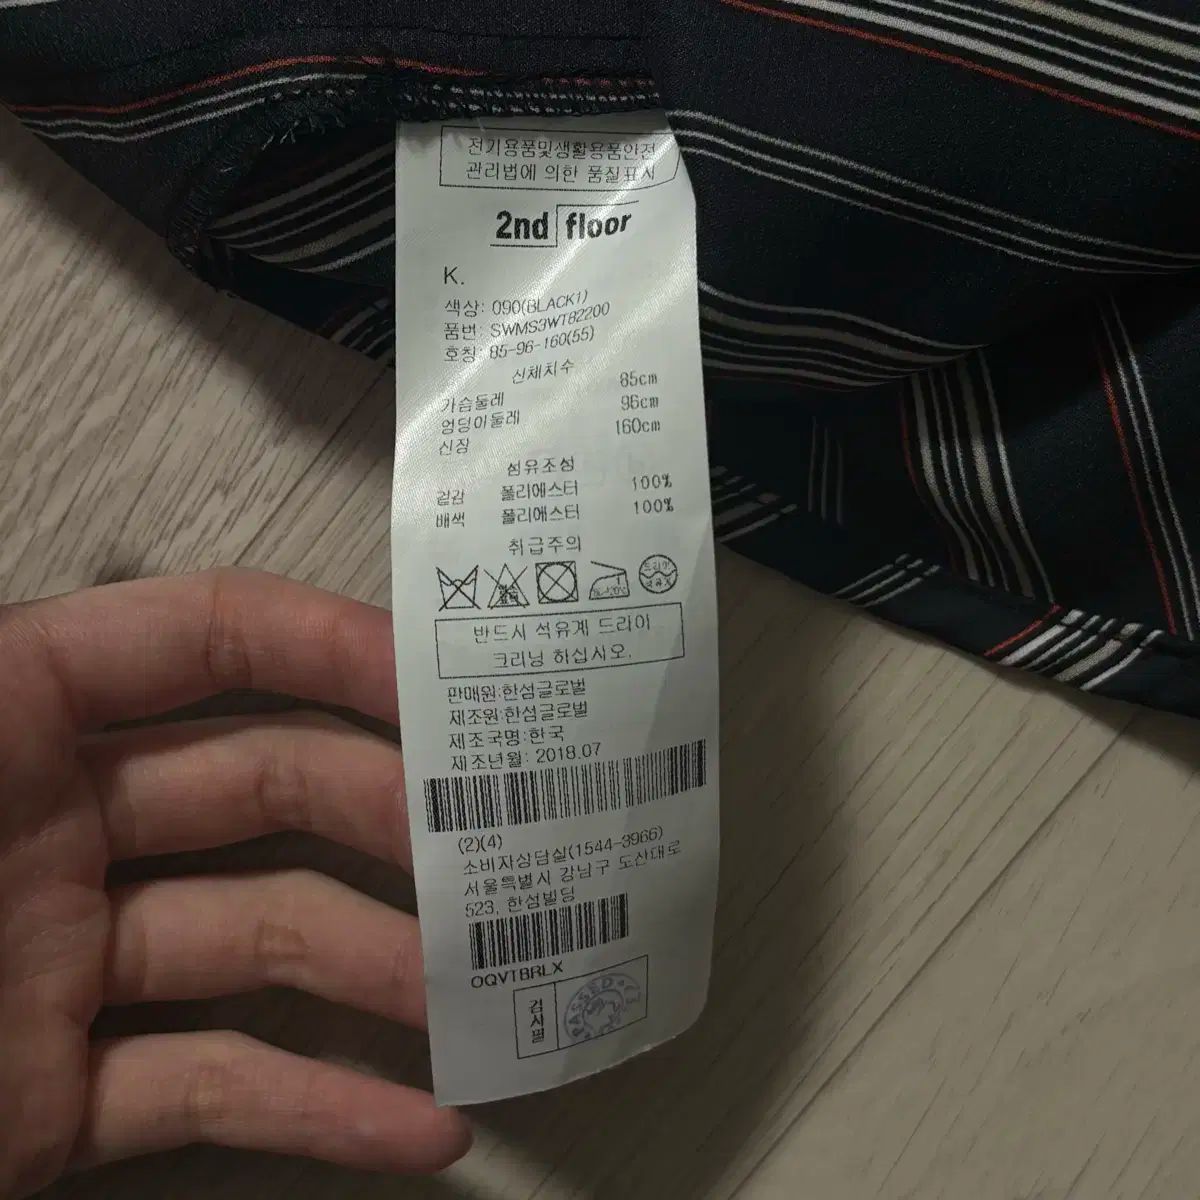 전기용품및생활용품안전
관리법에 의한 품질표시
2nd floor
K.
색상: 090(BLACK1)
품번: SWMS3WT82200
호칭: 85-96-160(55)
신체치수
가슴둘레 85cm
엉덩이둘레 96cm
신장 160cm
섬유조성
겉감 폴리에스터 100%
배색 폴리에스터 100%
취급주의
드라이
반드시 석유계 드라이
크리닝 하십시오.
판매원:한섬글로벌
제조원:한섬글로벌
제조국명:한국
제조년월: 2018.07
(2)(4)
소비자상담실(1544-3966)
서울특별시 강남구 도산대로
523, 한섬빌딩
OQVTBRLX
검사필
PASSED